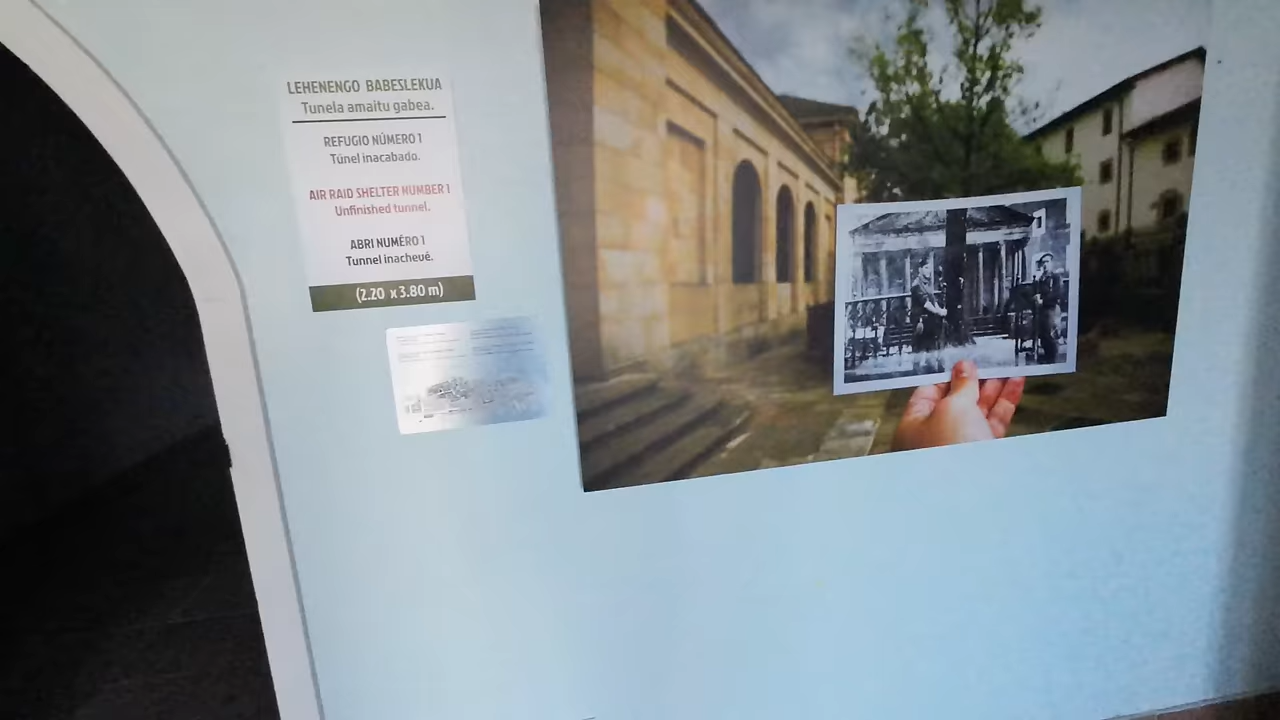 LEHENENGO BABESLEKUA
Tunela amaitu gabea.
REFUGIO NÚMERO 1
Túnel inacabado.
AIR RAID SHELTER NUMBER 1
Unfinished tunnel.
ABRI NUMÉRO 1
Tunnel inachevé.
(2.20 x 3.80 m)